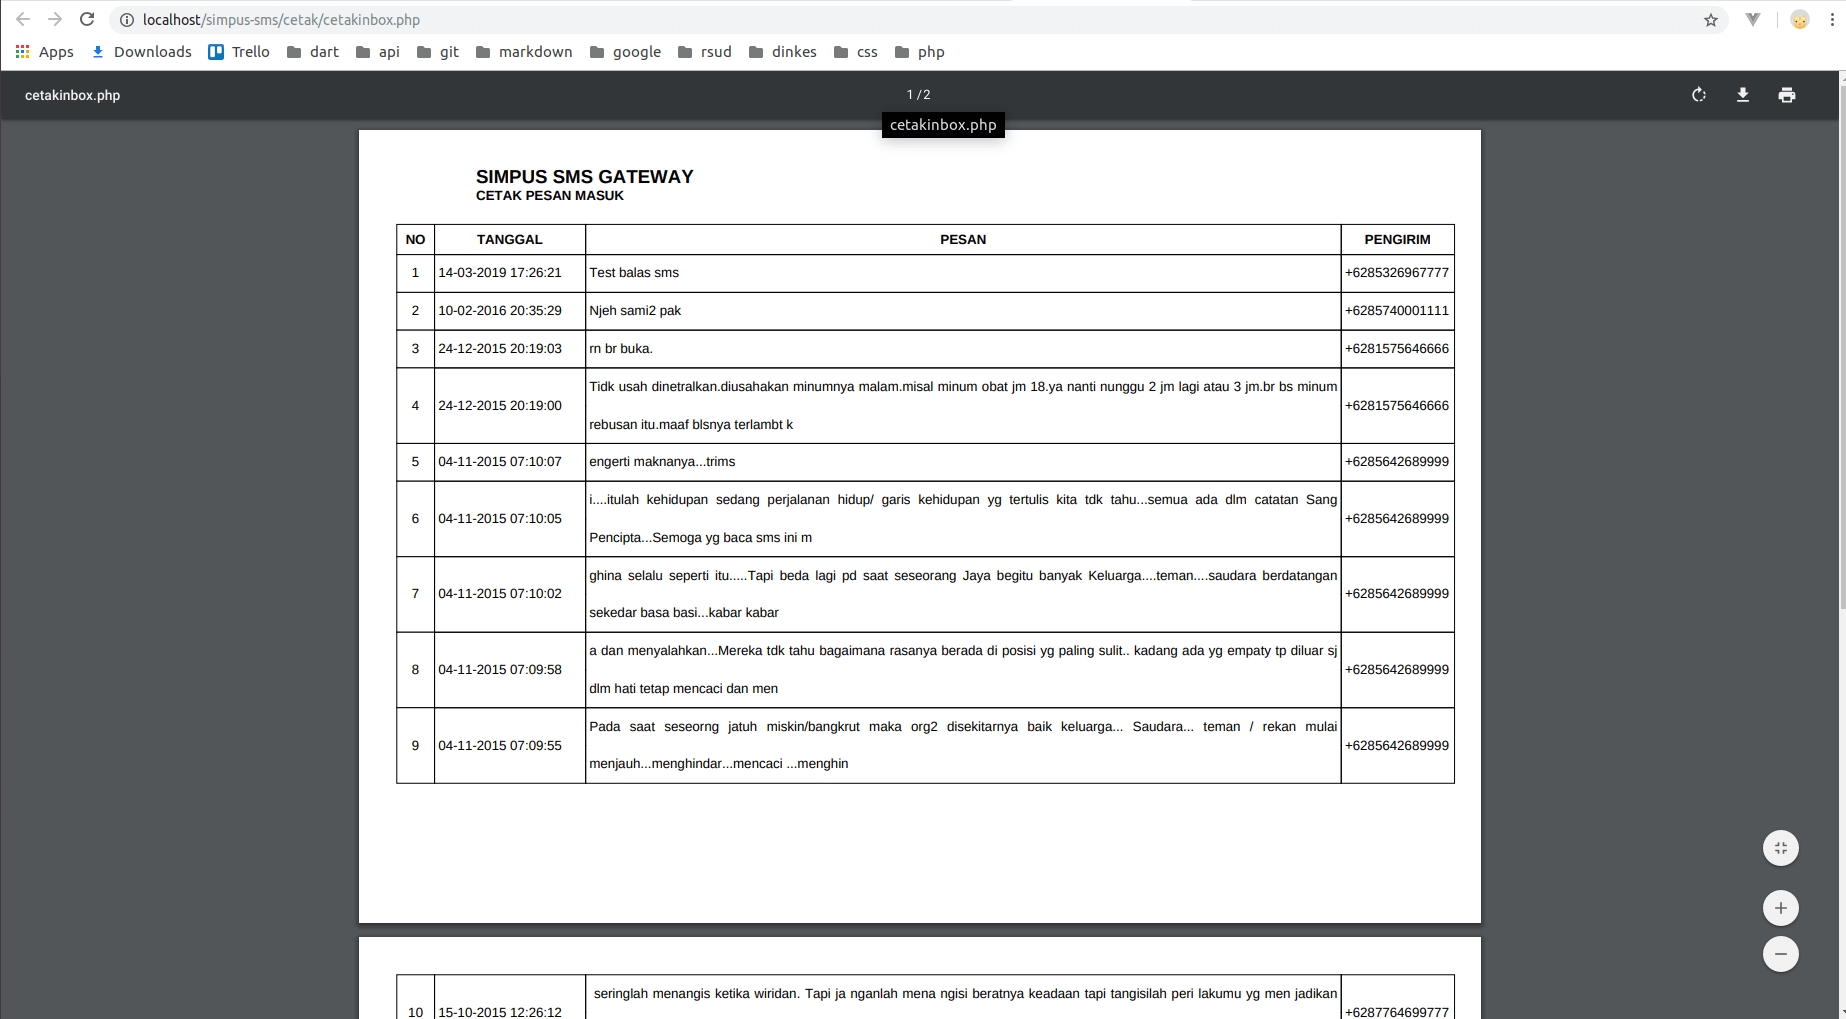 localhost/simpus-sms/cetak/cetakinbox.php
Apps Downloads Trello dart api git markdown google rsud dinkes css php
cetakinbox.php 1 / 2
cetakinbox.php
SIMPUS SMS GATEWAY
CETAK PESAN MASUK
NO TANGGAL PESAN PENGIRIM
1 14-03-2019 17:26:21 Test balas sms +6285326967777
2 10-02-2016 20:35:29 Njeh sami2 pak +6285740001111
3 24-12-2015 20:19:03 rn br buka. +6281575646666
Tidk usah dinetralkan.diusahakan minumnya malam.misal minum obat jm 18.ya nanti nunggu 2 jm lagi atau 3 jm.br bs minum
4 24-12-2015 20:19:00 +6281575646666
rebusan itu.maaf blsnya terlambt k
5 04-11-2015 07:10:07 engerti maknanya...trims +6285642689999
i....itulah kehidupan sedang perjalanan hidup/ garis kehidupan yg tertulis kita tdk tahu...semua ada dlm catatan Sang
6 04-11-2015 07:10:05 +6285642689999
Pencipta...Semoga yg baca sms ini m
ghina selalu seperti itu.....Tapi beda lagi pd saat seseorang Jaya begitu banyak Keluarga....teman....saudara berdatangan
7 04-11-2015 07:10:02 +6285642689999
sekedar basa basi...kabar kabar
a dan menyalahkan...Mereka tdk tahu bagaimana rasanya berada di posisi yg paling sulit.. kadang ada yg empaty tp diluar sj
8 04-11-2015 07:09:58 +6285642689999
dlm hati tetap mencaci dan men
Pada saat seseorng jatuh miskin/bangkrut maka org2 disekitarnya baik keluarga... Saudara... teman / rekan mulai
9 04-11-2015 07:09:55 +6285642689999
menjauh...menghindar...mencaci ...menghin
seringlah menangis ketika wiridan. Tapi ja nganlah mena ngisi beratnya keadaan tapi tangisilah peri lakumu yg men jadikan
10 15-10-2015 12:26:12 +6287764699777